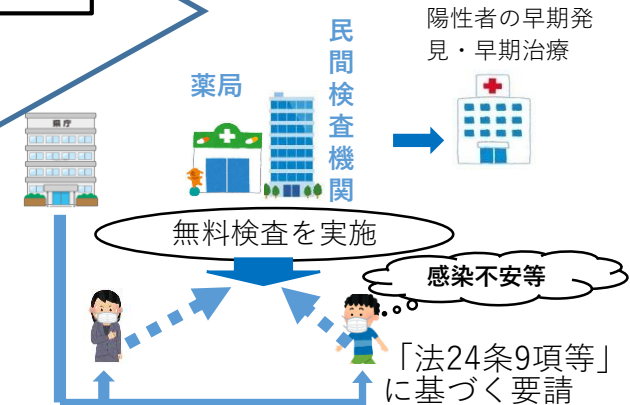 陽性者の早期発
見・早期治療
民間検査機関
薬局
県庁
無料検査を実施
感染不安等
「法24条9項等」
に基づく要請